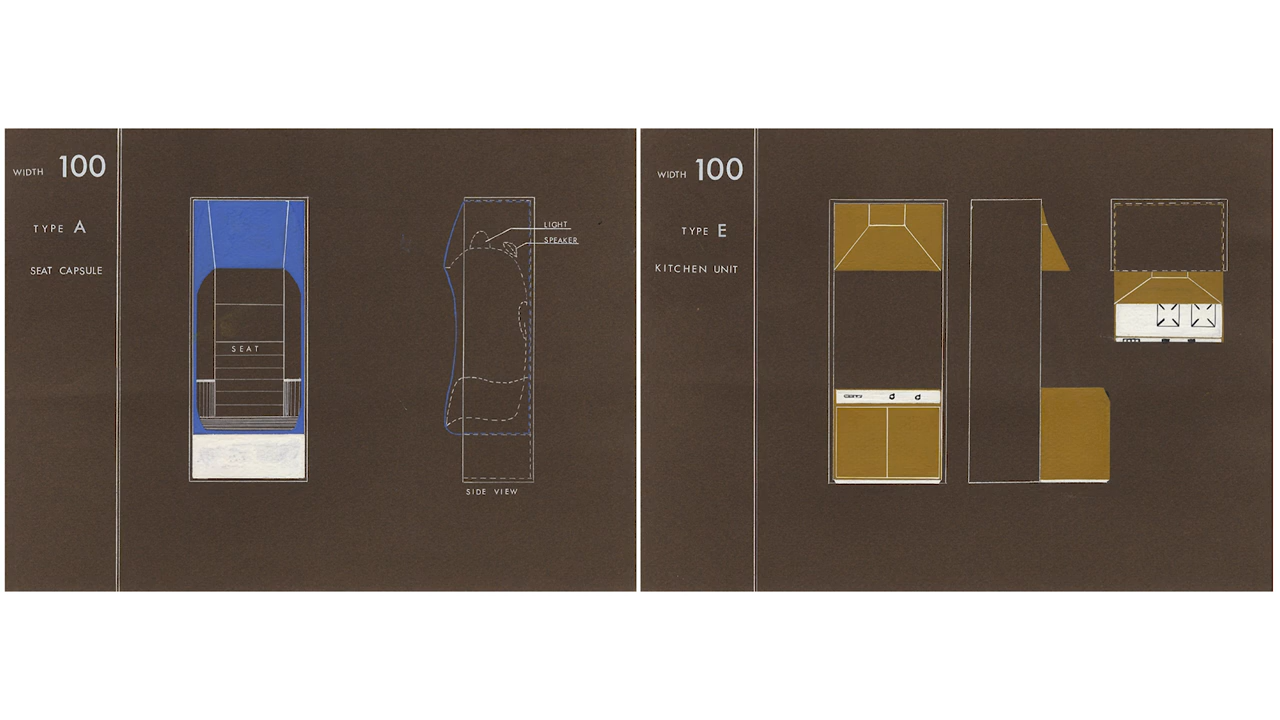 WIDTH 100
TYPE A
SEAT CAPSULE
SEAT
LIGHT
SPEAKER
SIDE VIEW
WIDTH 100
TYPE E
KITCHEN UNIT